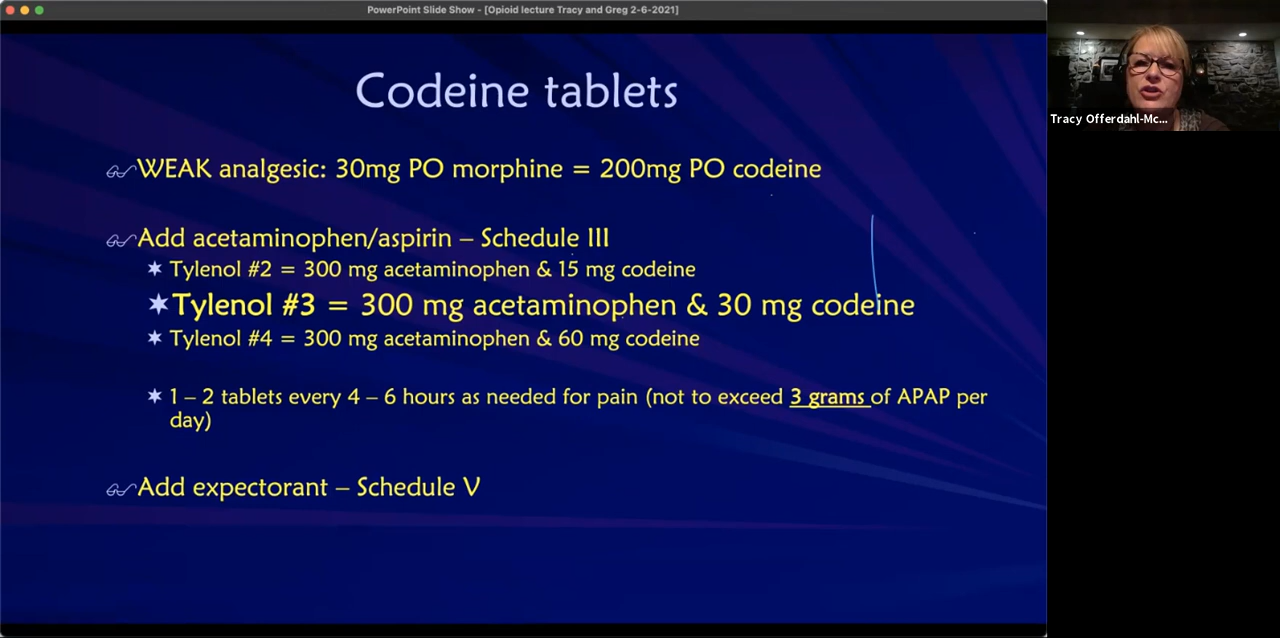 PowerPoint Slide Show - [Opioid lecture Tracy and Greg 2-6-2021]
Codeine tablets
WEAK analgesic: 30mg PO morphine = 200mg PO codeine
Add acetaminophen/aspirin – Schedule III
Tylenol #2 = 300 mg acetaminophen & 15 mg codeine
Tylenol #3 = 300 mg acetaminophen & 30 mg codeine
Tylenol #4 = 300 mg acetaminophen & 60 mg codeine
1 – 2 tablets every 4 – 6 hours as needed for pain (not to exceed 3 grams of APAP per
day)
Add expectorant – Schedule V
Tracy Offerdahl-Mc...